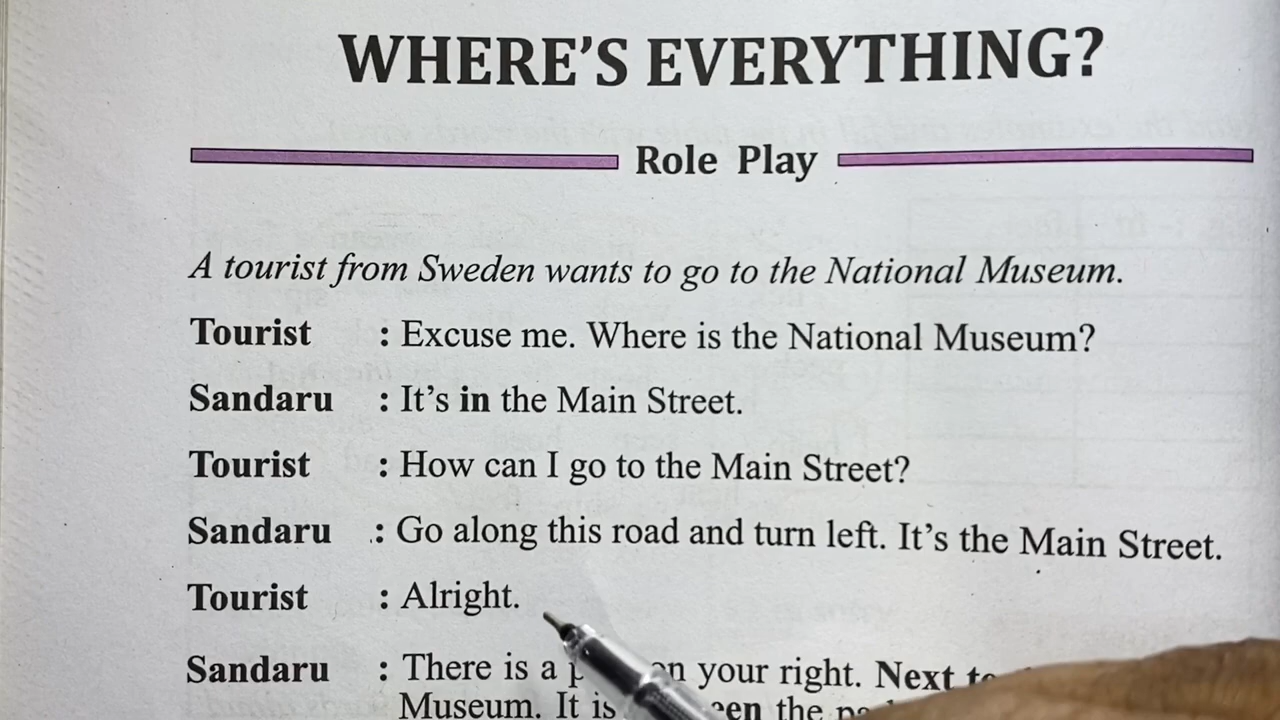 WHERE'S EVERYTHING?
Role Play
A tourist from Sweden wants to go to the National Museum.
Tourist : Excuse me. Where is the National Museum?
Sandaru : It's in the Main Street.
Tourist : How can I go to the Main Street?
Sandaru : Go along this road and turn left. It's the Main Street.
Tourist : Alright.
Sandaru : There is a on your right. Next
Museum. It is the